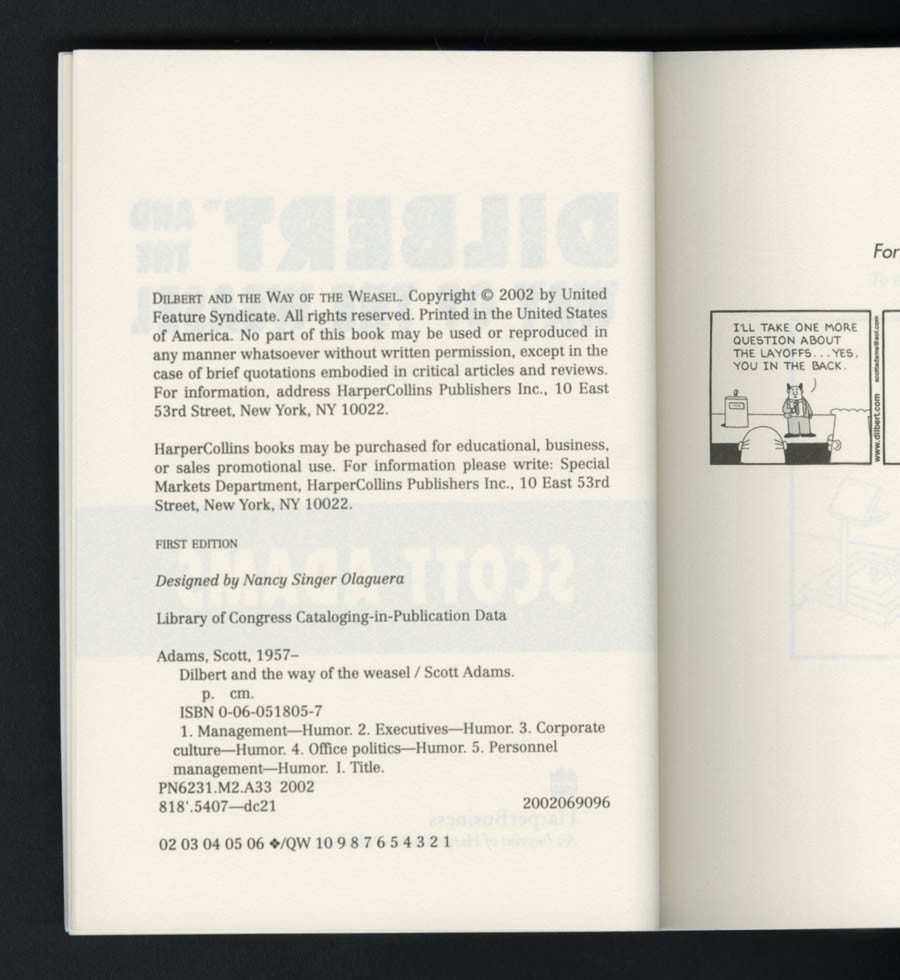 DILBERT AND THE WAY OF THE WEASEL. Copyright © 2002 by United
Feature Syndicate. All rights reserved. Printed in the United States
of America. No part of this book may be used or reproduced in
any manner whatsoever without written permission, except in the
case of brief quotations embodied in critical articles and reviews.
For information, address HarperCollins Publishers Inc., 10 East
53rd Street, New York, NY 10022.
HarperCollins books may be purchased for educational, business,
or sales promotional use. For information please write: Special
Markets Department, HarperCollins Publishers Inc., 10 East 53rd
Street, New York, NY 10022.
FIRST EDITION
Designed by Nancy Singer Olaguera
Library of Congress Cataloging-in-Publication Data
Adams, Scott, 1957–
Dilbert and the way of the weasel / Scott Adams.
p. cm.
ISBN 0-06-051805-7
1. Management—Humor. 2. Executives—Humor. 3. Corporate
culture—Humor. 4. Office politics—Humor. 5. Personnel
management—Humor. I. Title.
PN6231.M2.A33 2002
818'.5407—dc21 2002069096
02 03 04 05 06 ❖/QW 10 9 8 7 6 5 4 3 2 1
DILBERT™ AND
THE
SCOTT ADAMS
HarperBusiness
For
I'LL TAKE ONE MORE
QUESTION ABOUT
THE LAYOFFS...YES,
YOU IN THE BACK.
www.dilbert.com scottadams@aol.com